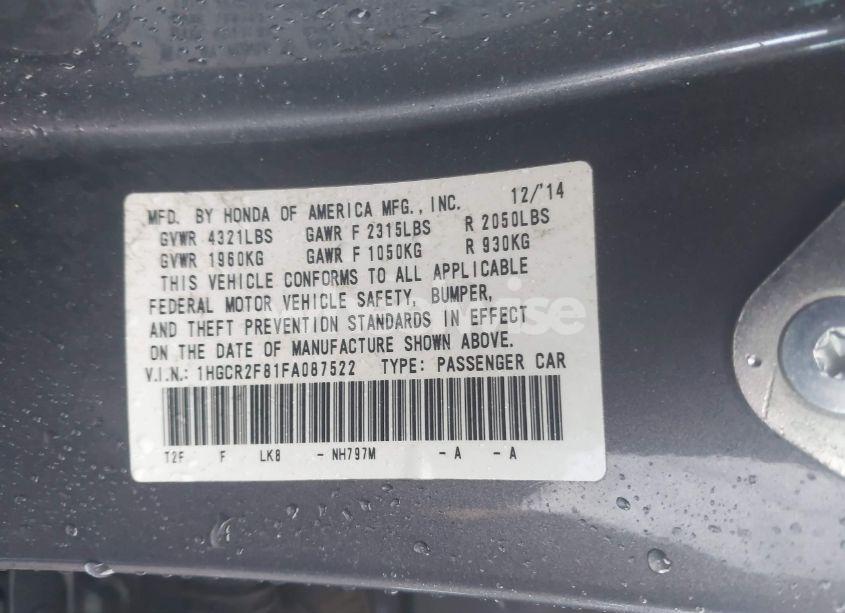 MFD. BY HONDA OF AMERICA MFG., INC. 12/'14
GVWR 4321LBS GAWR F 2315LBS R 2050LBS
GVWR 1960KG GAWR F 1050KG R 930KG
THIS VEHICLE CONFORMS TO ALL APPLICABLE
FEDERAL MOTOR VEHICLE SAFETY, BUMPER,
AND THEFT PREVENTION STANDARDS IN EFFECT
ON THE DATE OF MANUFACTURE SHOWN ABOVE.
V.I.N.: 1HGCR2F81FA087522 TYPE: PASSENGER CAR
T2F F LK8 - NH797M - A - A